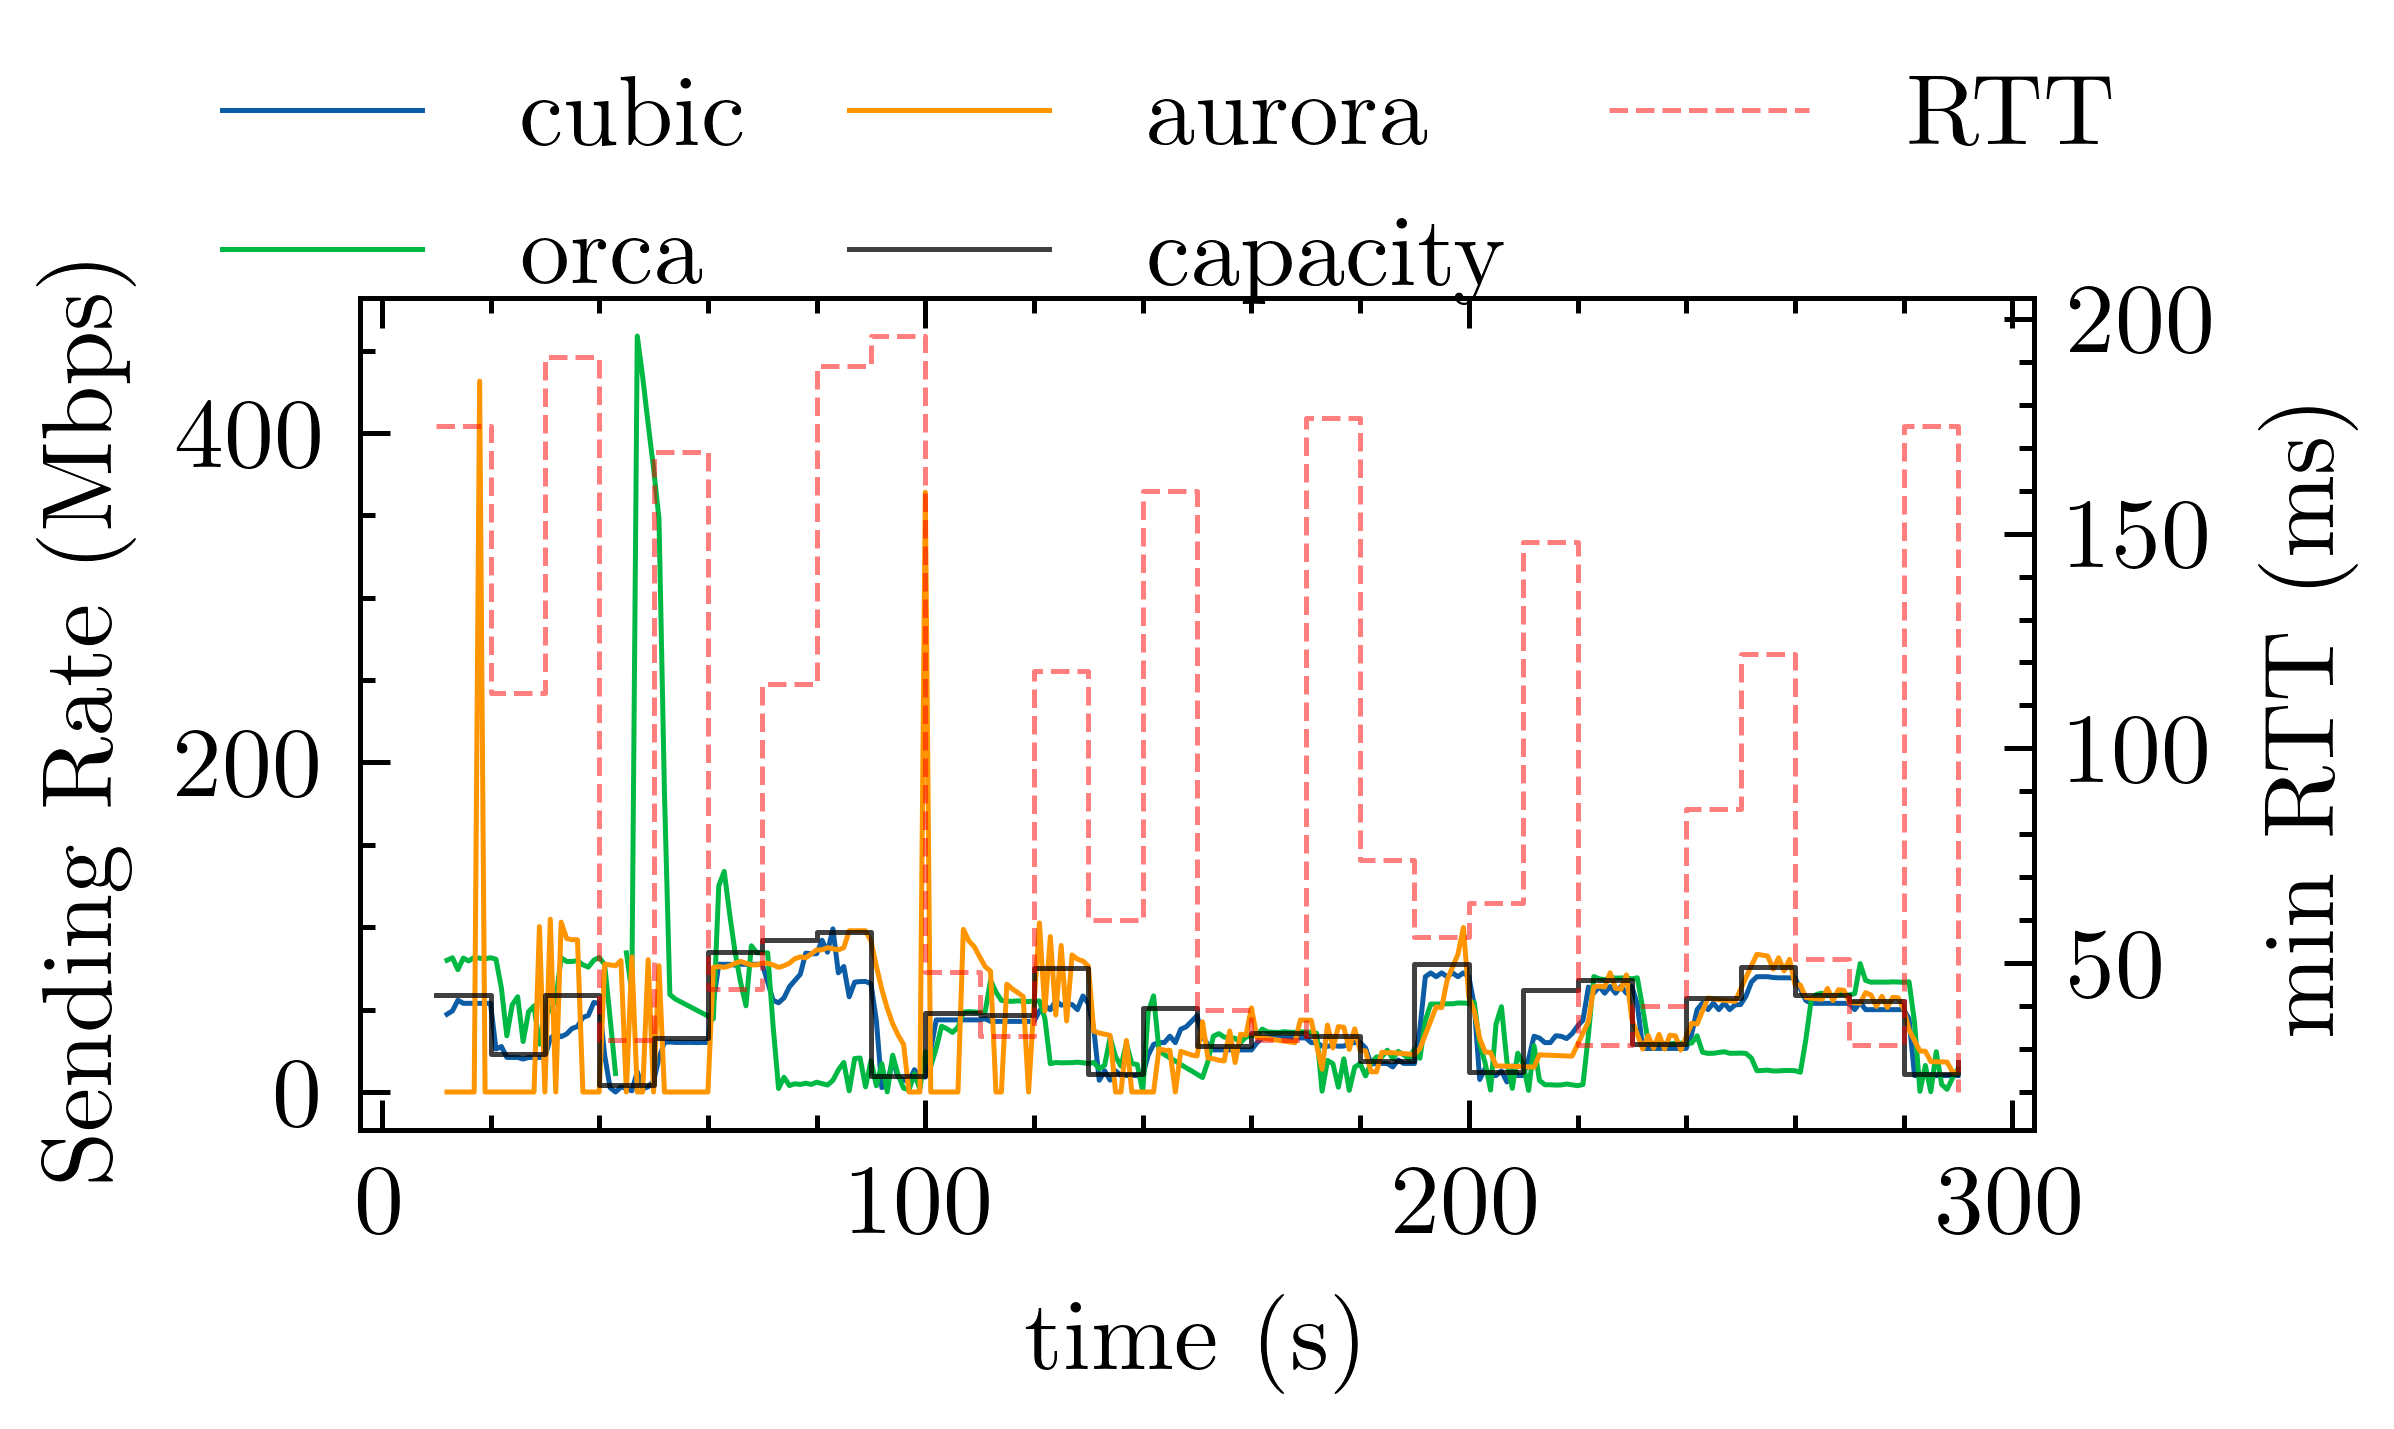 cubic
aurora
RTT
orca
capacity
Sending Rate (Mbps)
400
200
0
200
150
100
50
min RTT (ms)
0
100
200
300
time (s)